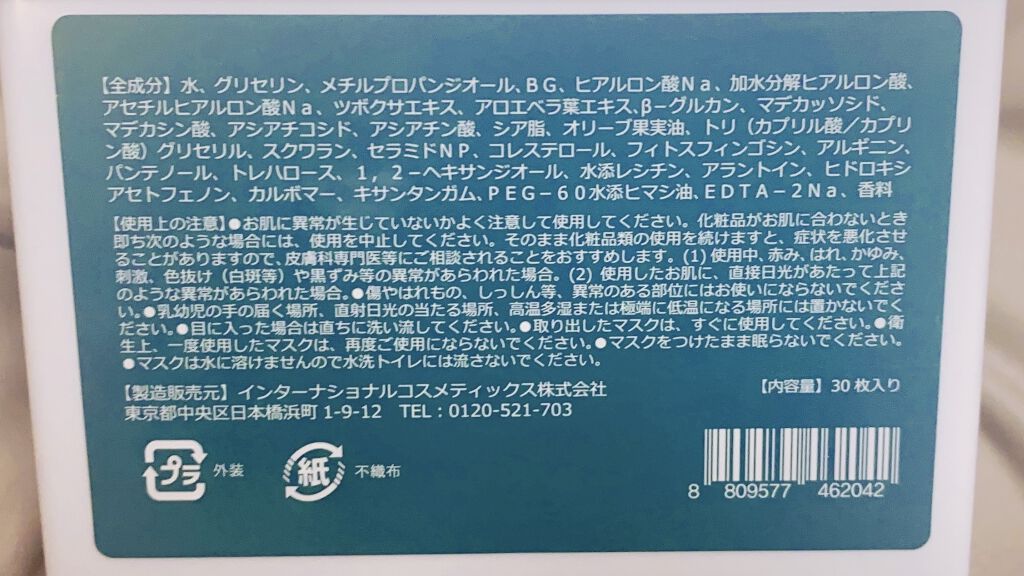 【全成分】水、グリセリン、メチルプロパンジオール、BG、ヒアルロン酸Na、加水分解ヒアルロン酸、
アセチルヒアルロン酸Na、ツボクサエキス、アロエベラ葉エキス、β－グルカン、マデカッソシド、
マデカシン酸、アシアチコシド、アシアチン酸、シア脂、オリーブ果実油、トリ（カプリル酸／カプリ
ン酸）グリセリル、スクワラン、セラミドNP、コレステロール、フィトスフィンゴシン、アルギニン、
パンテノール、トレハロース、1，2－ヘキサンジオール、水添レシチン、アラントイン、ヒドロキシ
アセトフェノン、カルボマー、キサンタンガム、PEG－60水添ヒマシ油、EDTA－2Na、香料
【使用上の注意】●お肌に異常が生じていないかよく注意して使用してください。化粧品がお肌に合わないとき
即ち次のような場合には、使用を中止してください。そのまま化粧品類の使用を続けますと、症状を悪化させ
ることがありますので、皮膚科専門医等にご相談されることをおすすめします。(1) 使用中、赤み、はれ、かゆみ、
刺激、色抜け（白斑等）や黒ずみ等の異常があらわれた場合。(2) 使用したお肌に、直接日光があたって上記
のような異常があらわれた場合。●傷やはれもの、しっしん等、異常のある部位にはお使いにならないでくださ
い。●乳幼児の手の届く場所、直射日光の当たる場所、高温多湿または極端に低温になる場所には置かないでく
ださい。●目に入った場合は直ちに洗い流してください。●取り出したマスクは、すぐに使用してください。●衛
生上、一度使用したマスクは、再度ご使用にならないでください。●マスクをつけたまま眠らないでください。
●マスクは水に溶けませんので水洗トイレには流さないでください。
【製造販売元】インターナショナルコスメティックス株式会社
【内容量】30枚入り
東京都中央区日本橋浜町 1-9-12 TEL : 0120-521-703
プラ 外装
紙 不織布
8 809577 462042